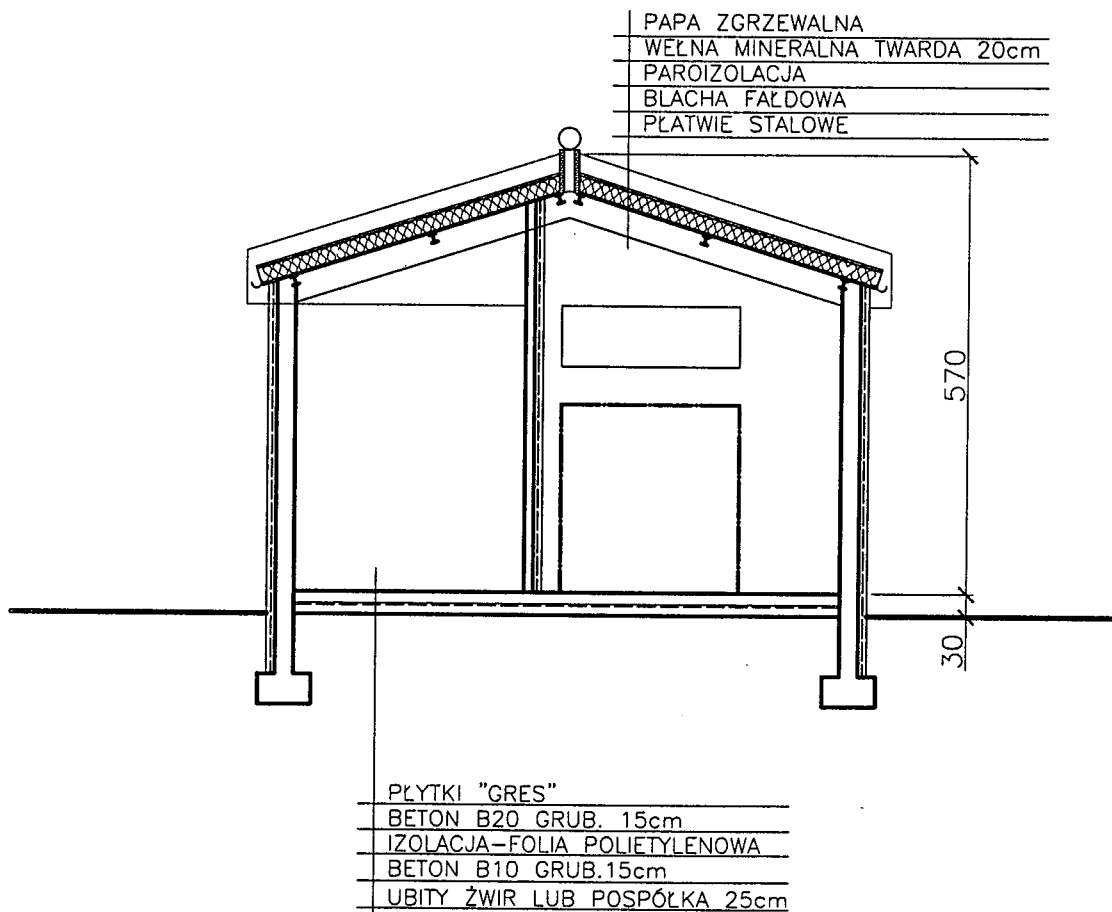 PAPA ZGRZEWALNA
WEŁNA MINERALNA TWARDA 20cm
PAROIZOLACJA
BLACHA FAŁDOWA
PŁATWIE STALOWE
570
30
PŁYTKI "GRES"
BETON B20 GRUB. 15cm
IZOLACJA-FOLIA POLIETYLENOWA
BETON B10 GRUB.15cm
UBITY ŻWIR LUB POSPÓŁKA 25cm